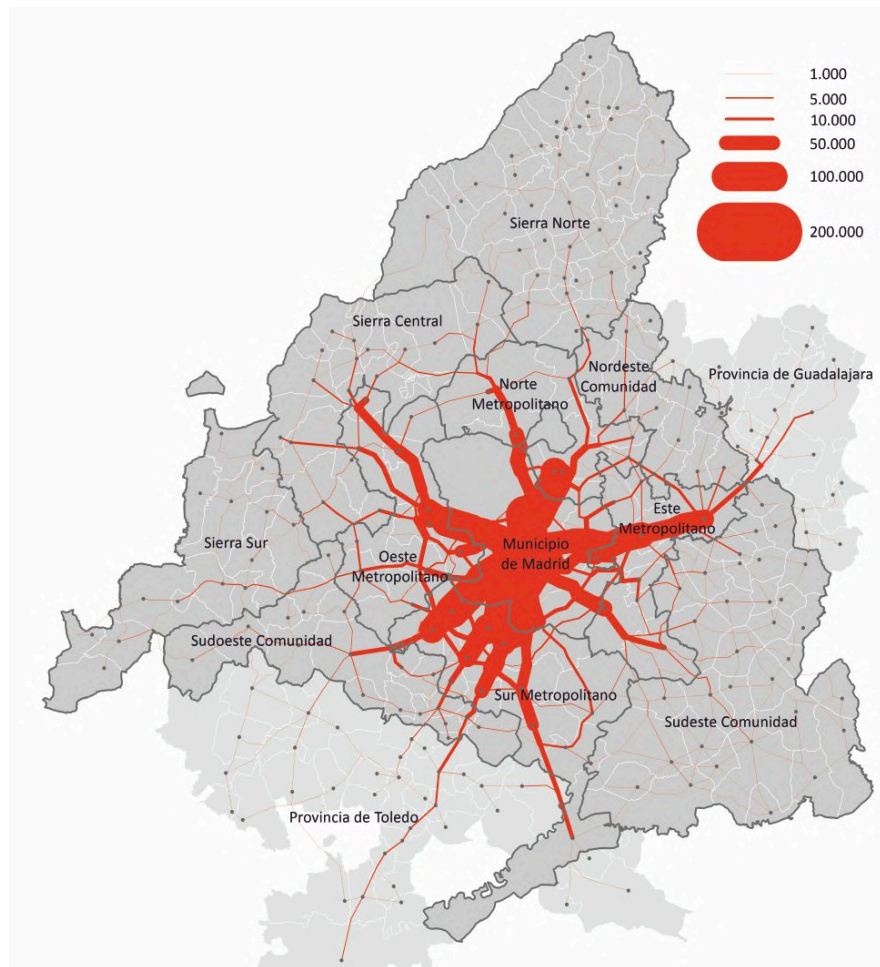 1.000
5.000
10.000
50.000
100.000
200.000
Sierra Norte
Sierra Central
Provincia de Guadalajara
Nordeste
Comunidad
Norte
Metropolitano
Este
Metropolitano
Sierra Sur
Municipio
de Madrid
Oeste
Metropolitano
Sudoeste Comunidad
Sur Metropolitano
Sudeste Comunidad
Provincia de Toledo